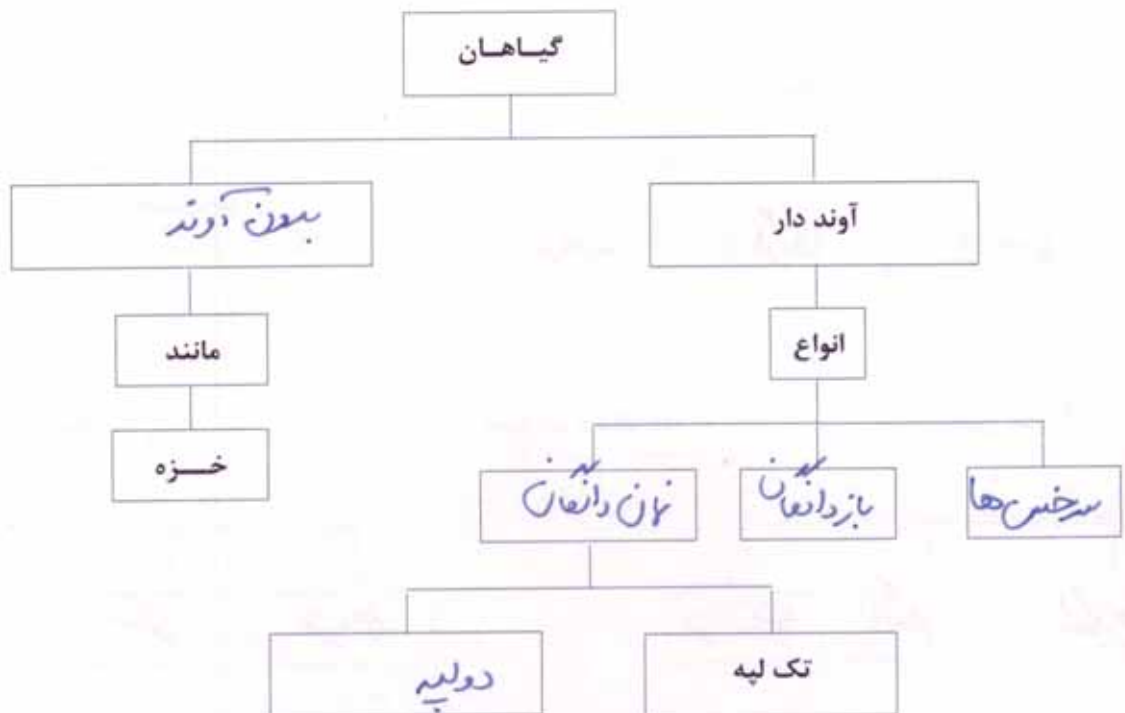 گیاهان
آوند دار
بدون آوند
انواع
مانند
خزه
سرخس ها
بازدانگان
نهان دانگان
تک لپه
دولپه